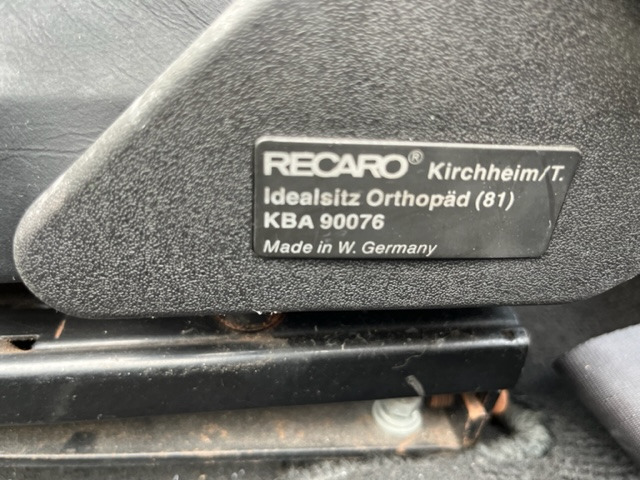 RECARO® Kirchheim/T.
Idealsitz Orthopäd (81)
KBA 90076
Made in W. Germany